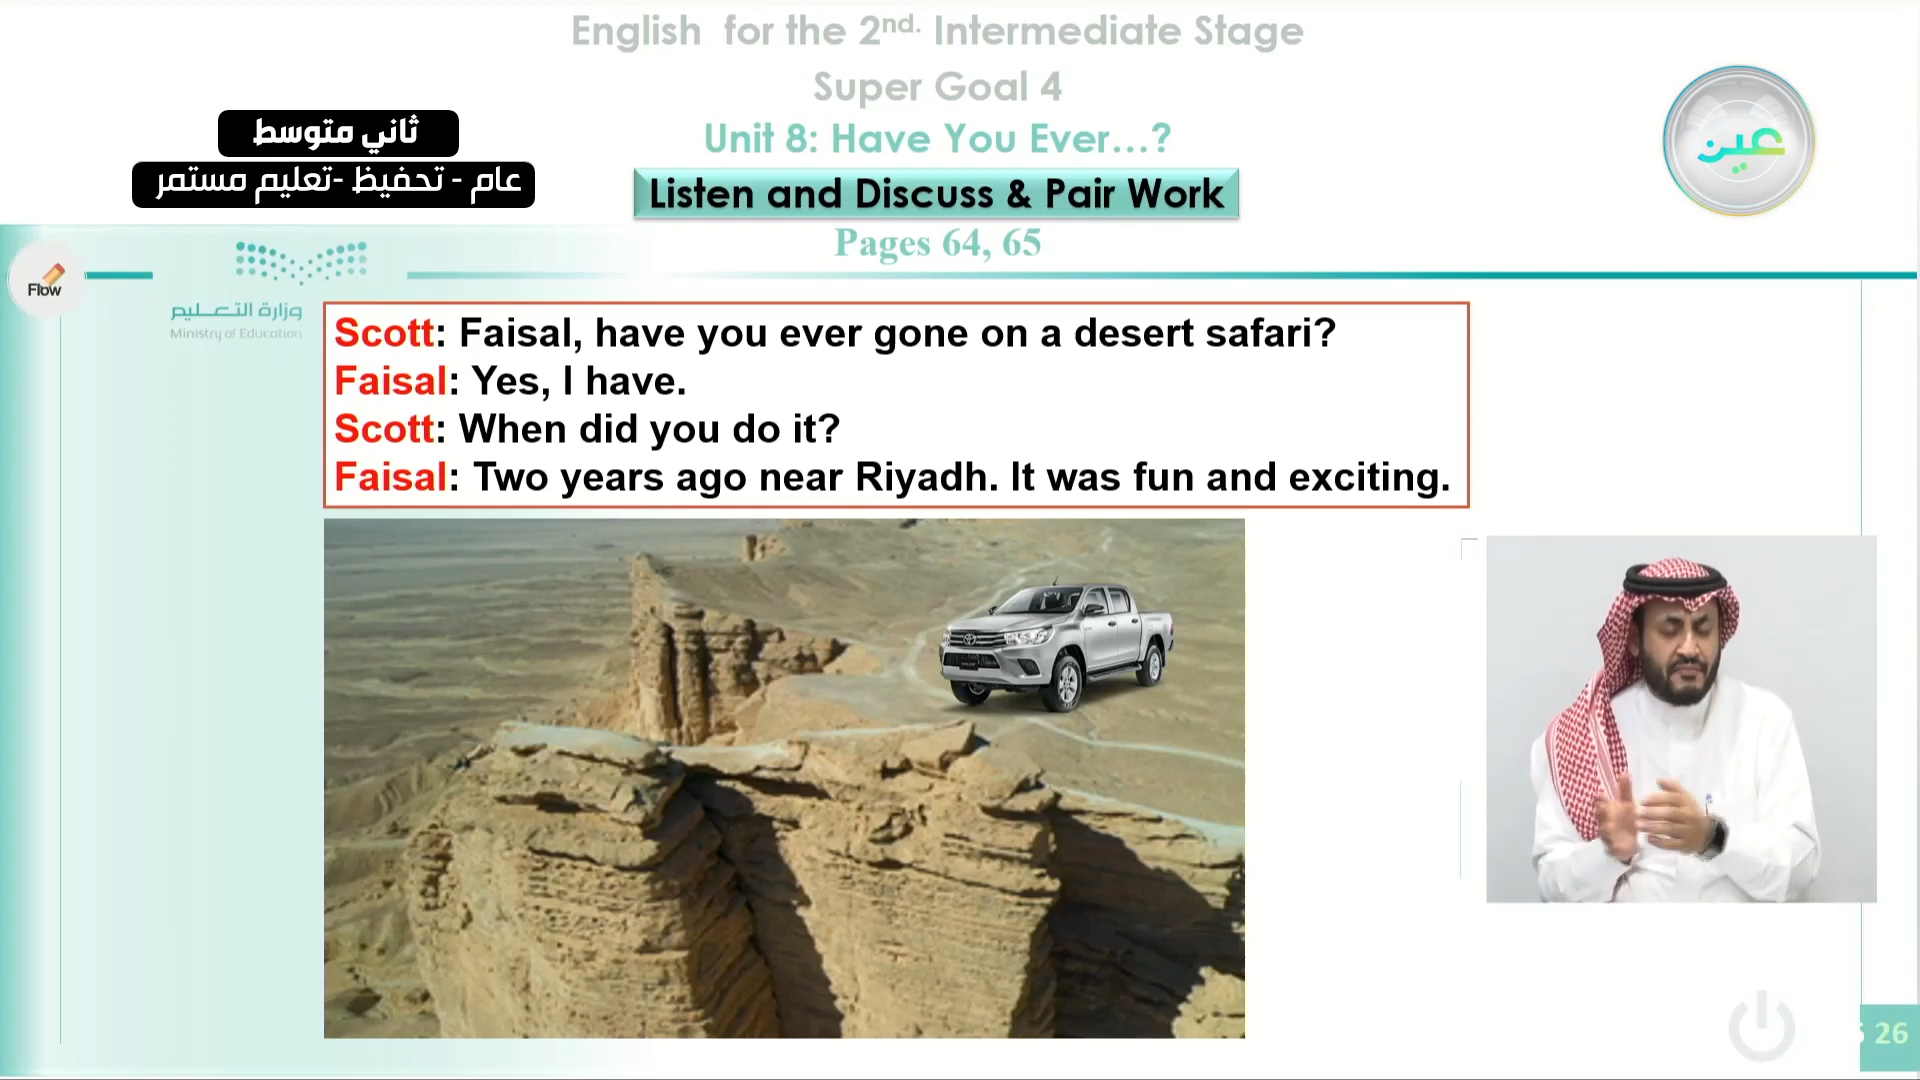 English for the 2nd. Intermediate Stage
Super Goal 4
Unit 8: Have You Ever...?
Listen and Discuss & Pair Work
Pages 64, 65
ثاني متوسط
عام - تحفيظ -تعليم مستمر
عين
Flow
وزارة التعليم
Ministry of Education
Scott: Faisal, have you ever gone on a desert safari?
Faisal: Yes, I have.
Scott: When did you do it?
Faisal: Two years ago near Riyadh. It was fun and exciting.
26